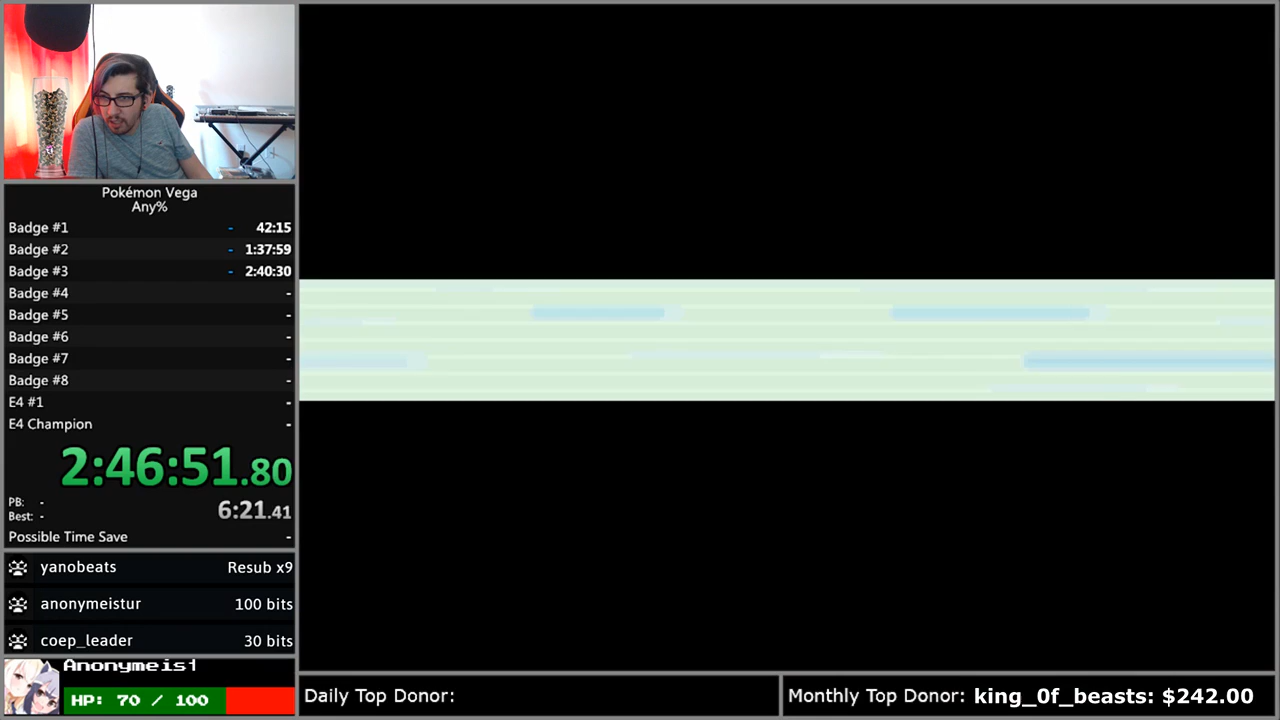 Pokémon Vega
Any%
Badge #1 - 42:15
Badge #2 - 1:37:59
Badge #3 - 2:40:30
Badge #4 -
Badge #5 -
Badge #6 -
Badge #7 -
Badge #8 -
E4 #1 -
E4 Champion -
2:46:51.80
PB: -
Best: -
6:21.41
Possible Time Save -
yanobeats Resub x9
anonymeistur 100 bits
coep_leader 30 bits
Anonymeist
HP: 70 / 100
Daily Top Donor:
Monthly Top Donor: king_0f_beasts: $242.00